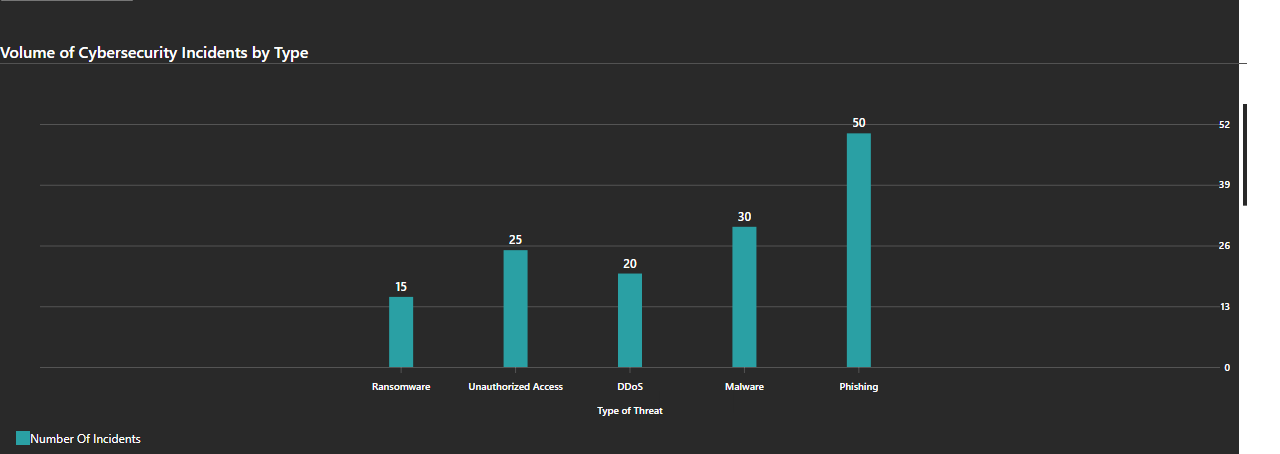 Volume of Cybersecurity Incidents by Type
50
52
39
30
25
26
20
15
13
0
Ransomware Unauthorized Access DDoS Malware Phishing
Type of Threat
Number Of Incidents